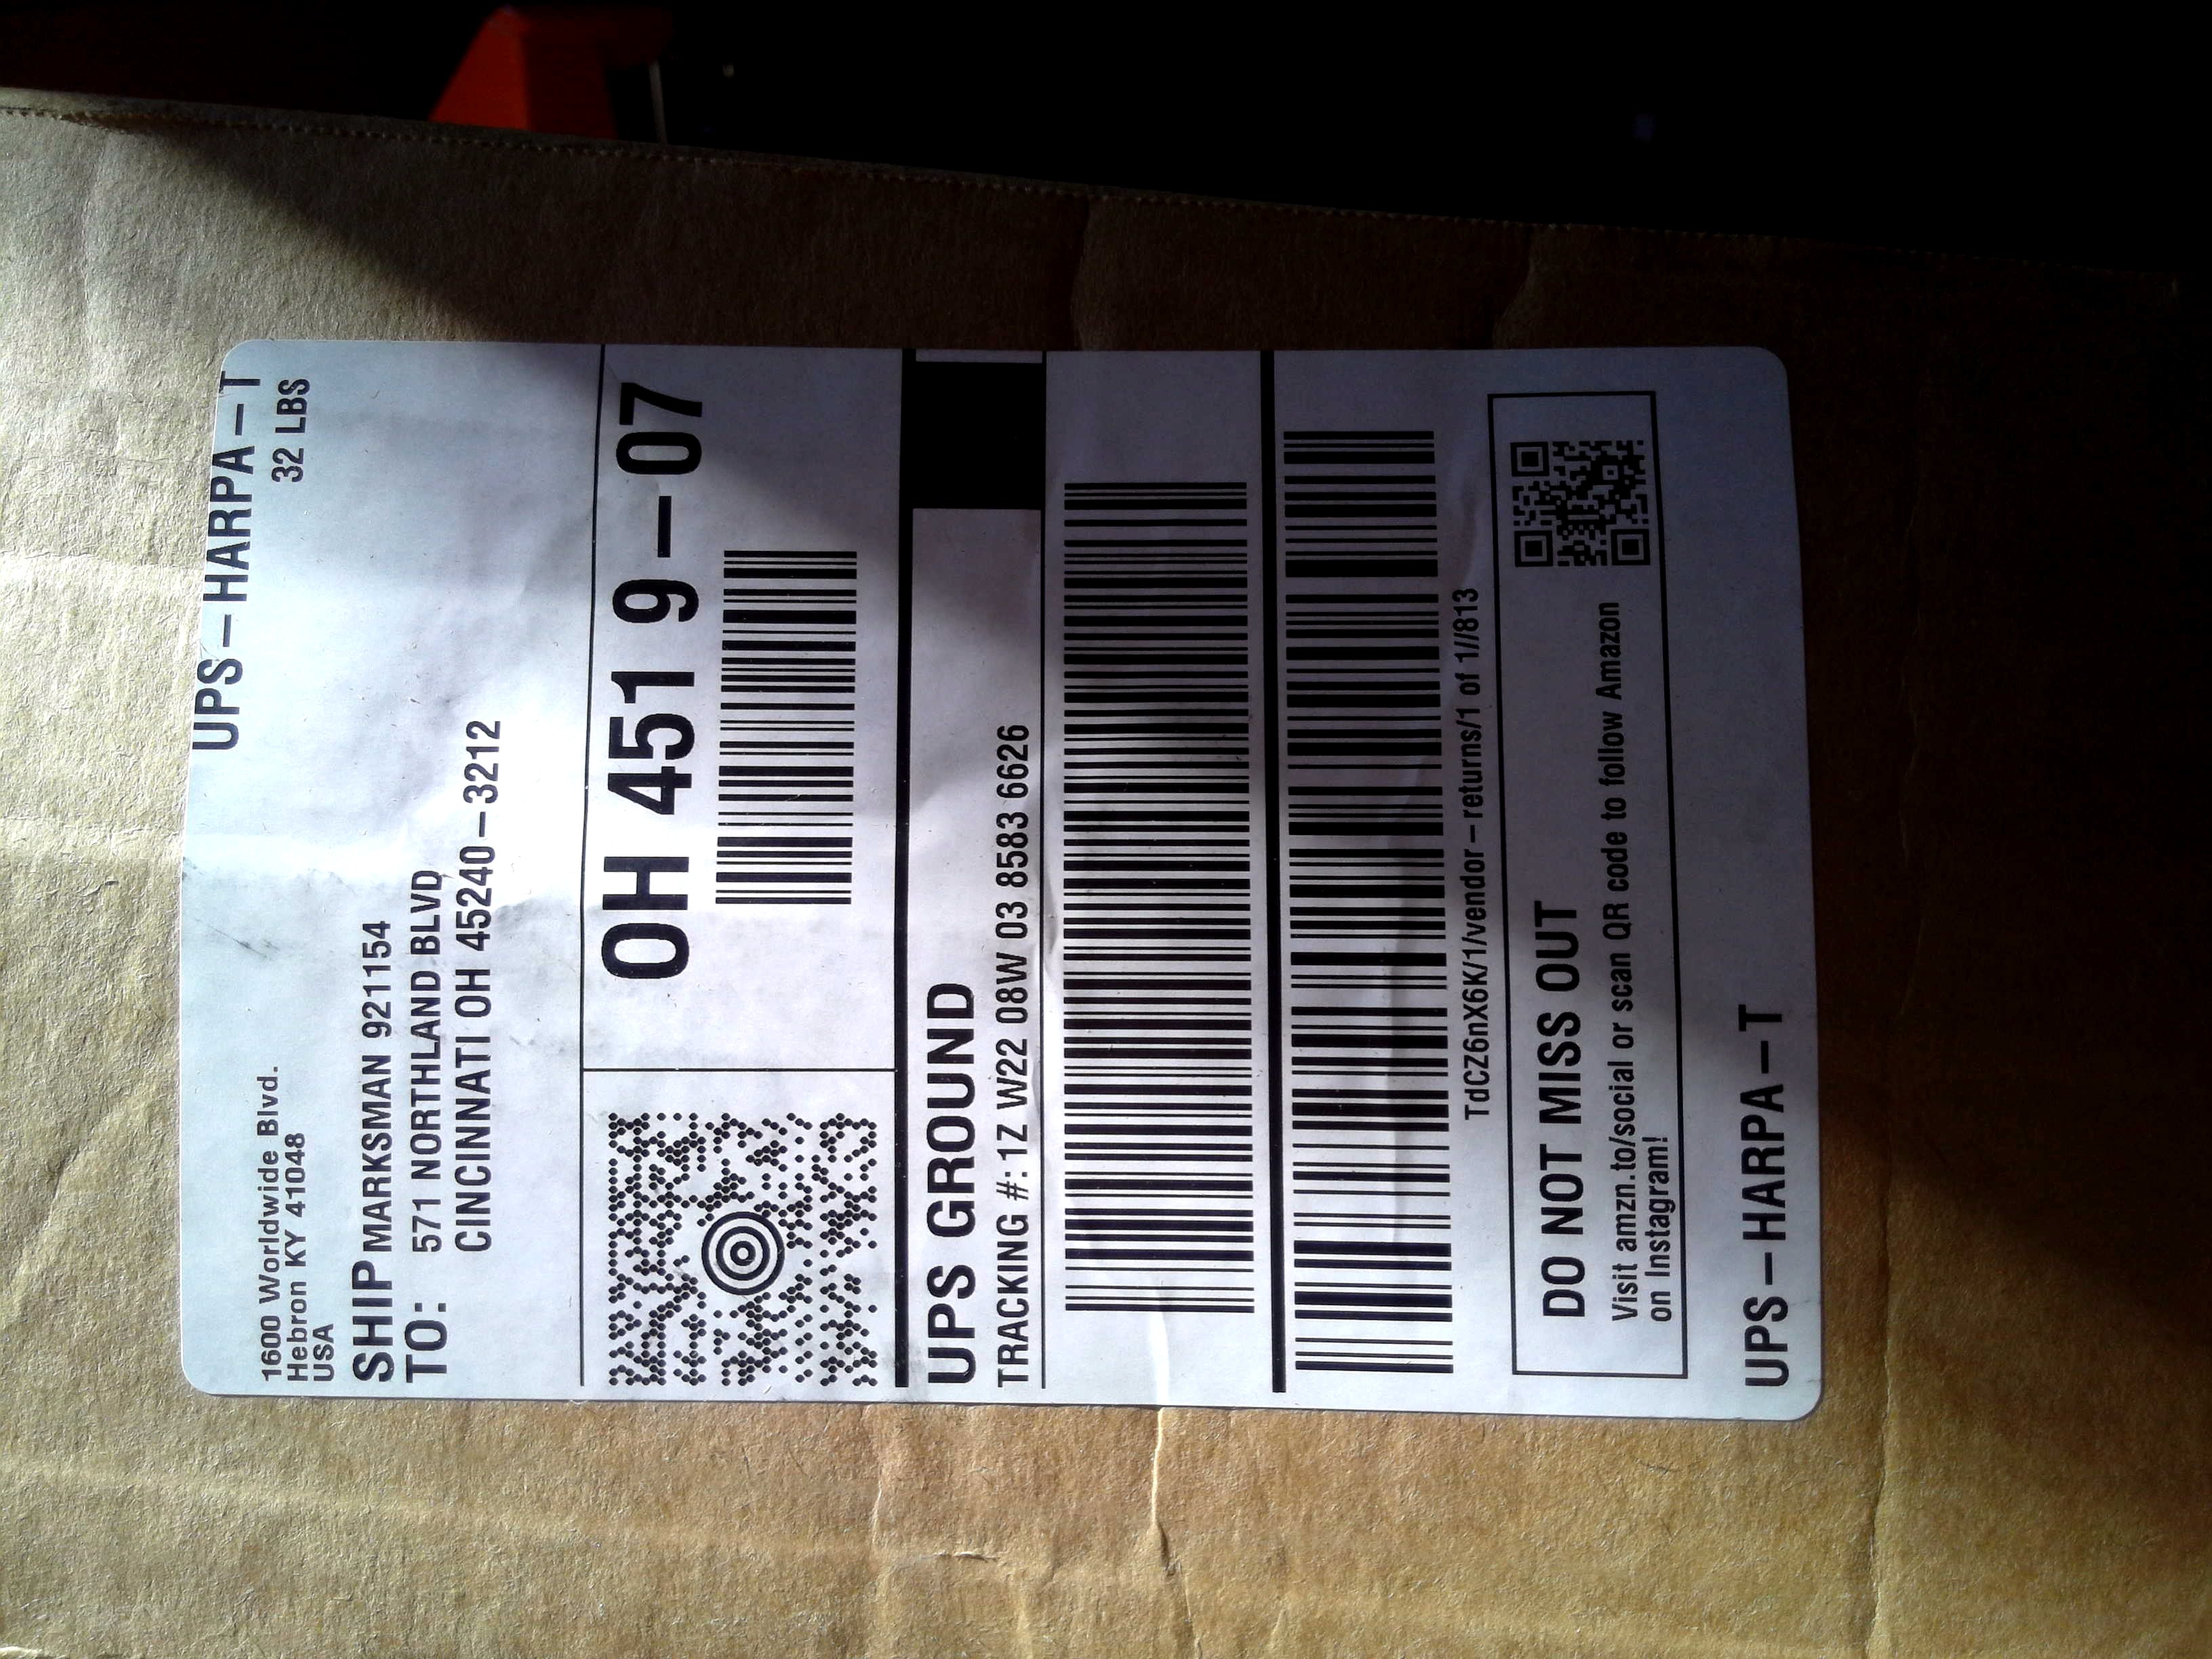 UPS-HARPA-T
32 LBS
1600 Worldwide Blvd.
Hebron KY 41048
USA
SHIP TO:
MARKSMAN 921154
571 NORTHLAND BLVD
CINCINNATI OH 45240-3212
OH 451 9-07
UPS GROUND
TRACKING #: 1Z W22 08W 03 8583 6626
TdCZ6nX6K/1/vendor-returns/1 of 1//813
DO NOT MISS OUT
Visit amzn.to/social or scan QR code to follow Amazon
on Instagram!
UPS-HARPA-T